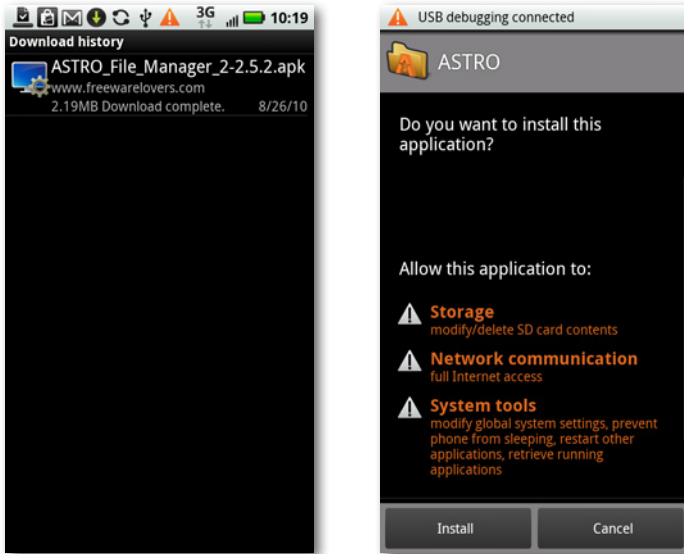 3G
10:19
Download history
ASTRO_File_Manager_2-2.5.2.apk
www.freewarelovers.com
2.19MB Download complete. 8/26/10
USB debugging connected
ASTRO
Do you want to install this
application?
Allow this application to:
Storage
modify/delete SD card contents
Network communication
full Internet access
System tools
modify global system settings, prevent
phone from sleeping, restart other
applications, retrieve running
applications
Install
Cancel